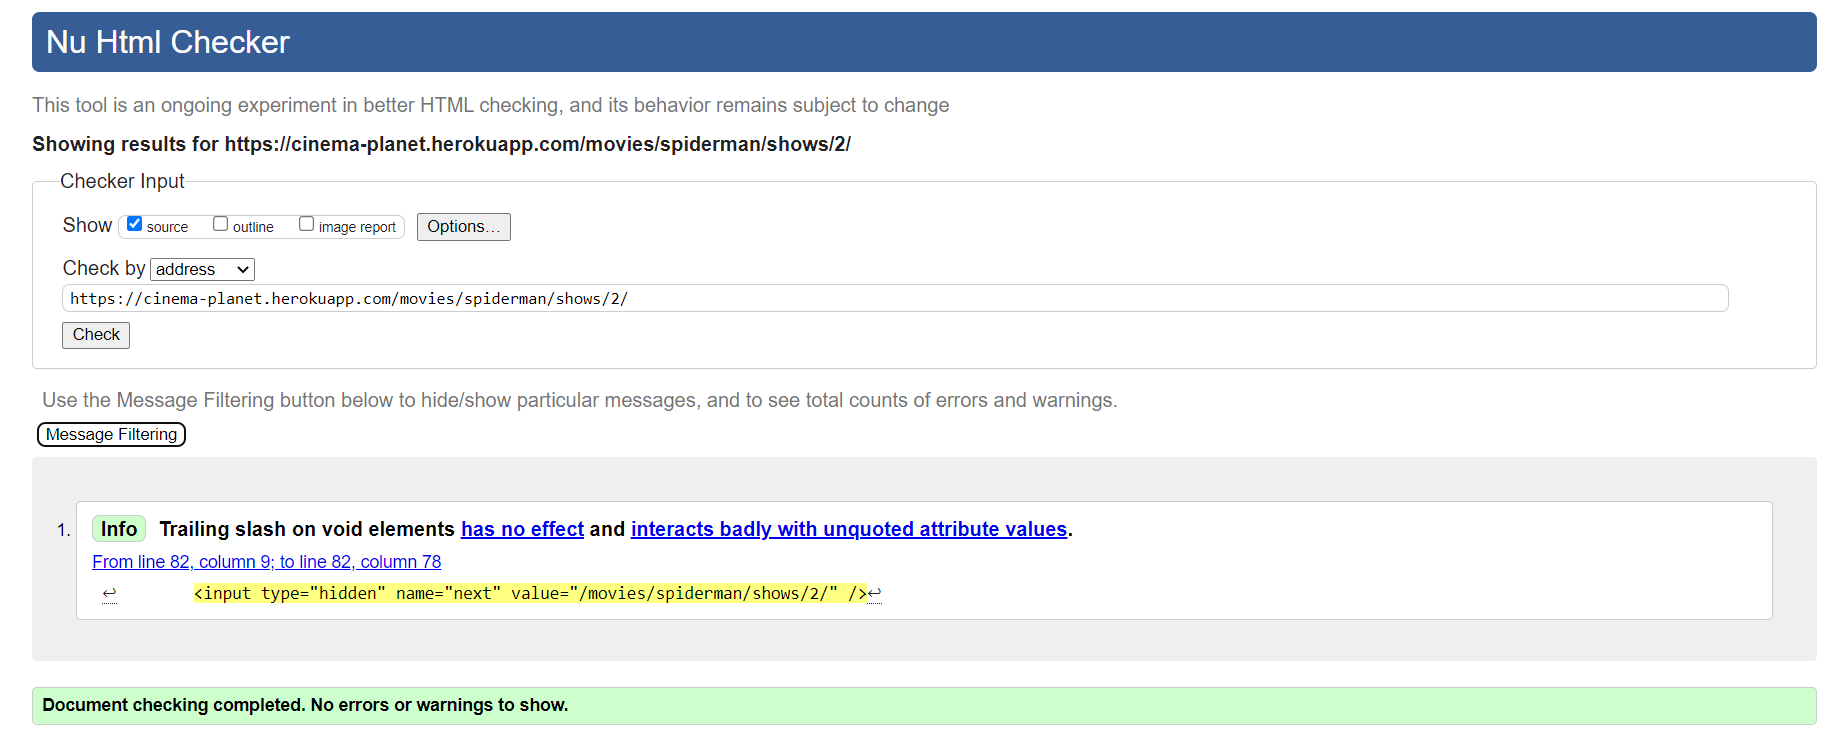 Nu Html Checker
This tool is an ongoing experiment in better HTML checking, and its behavior remains subject to change
Showing results for https://cinema-planet.herokuapp.com/movies/spiderman/shows/2/
Checker Input
Show source outline image report Options...
Check by address
https://cinema-planet.herokuapp.com/movies/spiderman/shows/2/
Check
Use the Message Filtering button below to hide/show particular messages, and to see total counts of errors and warnings.
Message Filtering
1. Info Trailing slash on void elements has no effect and interacts badly with unquoted attribute values.
From line 82, column 9; to line 82, column 78
↩ <input type="hidden" name="next" value="/movies/spiderman/shows/2/" />↩
Document checking completed. No errors or warnings to show.